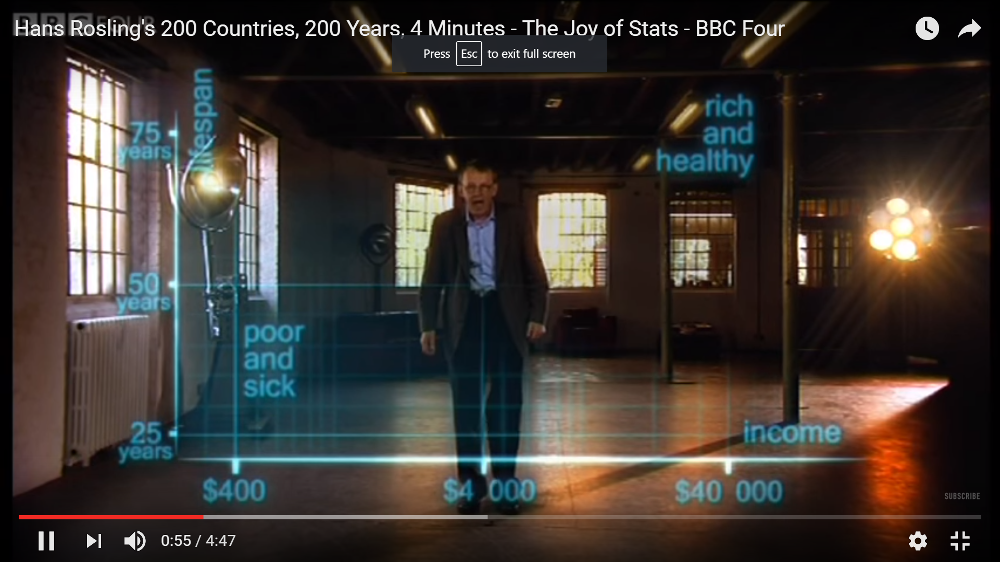 BBC FOUR
Hans Rosling's 200 Countries, 200 Years, 4 Minutes - The Joy of Stats - BBC Four
Press Esc to exit full screen
lifespan
rich
and
healthy
75
years
50
years
poor
and
sick
25
years
income
$400
$4 000
$40 000
SUBSCRIBE
0:55 / 4:47